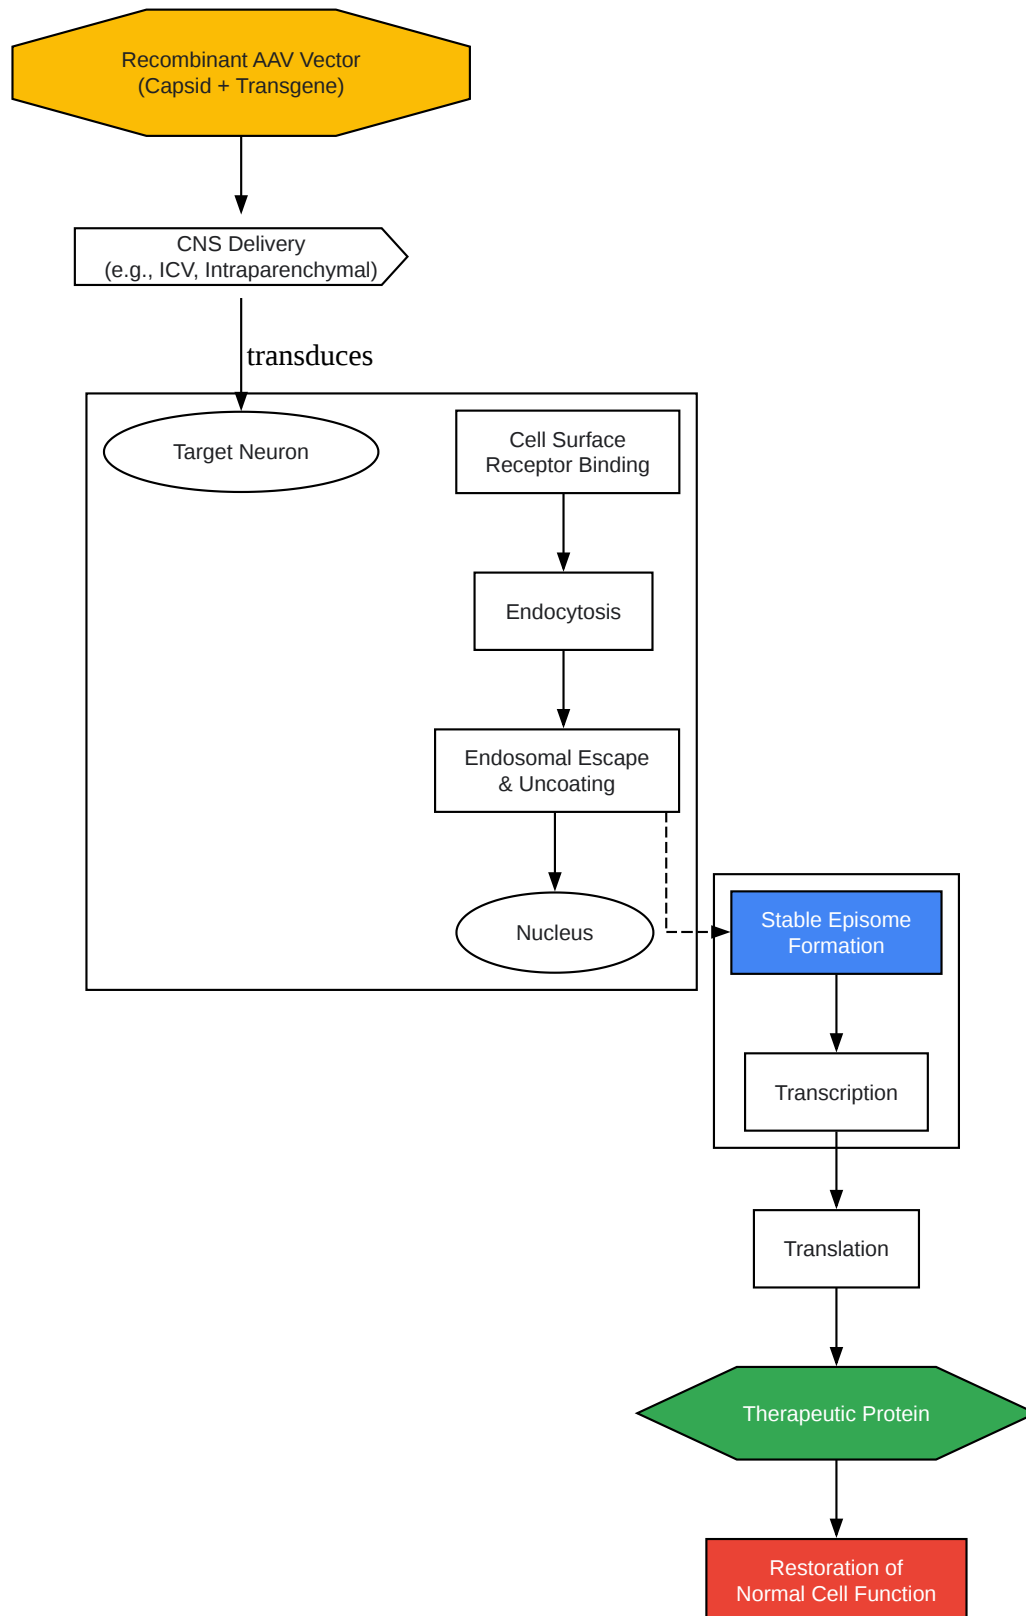 Recombinant AAV Vector
(Capsid + Transgene)
CNS Delivery
(e.g., ICV, Intraparenchymal)
transduces
Target Neuron
Cell Surface
Receptor Binding
Endocytosis
Endosomal Escape
& Uncoating
Nucleus
Stable Episome
Formation
Transcription
Translation
Therapeutic Protein
Restoration of
Normal Cell Function